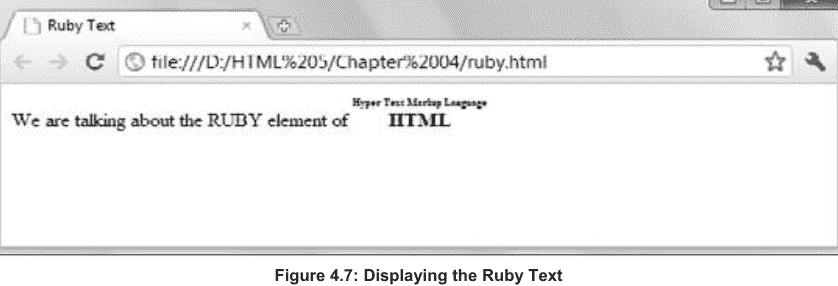 Ruby Text
file:///D:/HTML%205/Chapter%2004/ruby.html
Hyper Text Markup Language
We are talking about the RUBY element of HTML
Figure 4.7: Displaying the Ruby Text